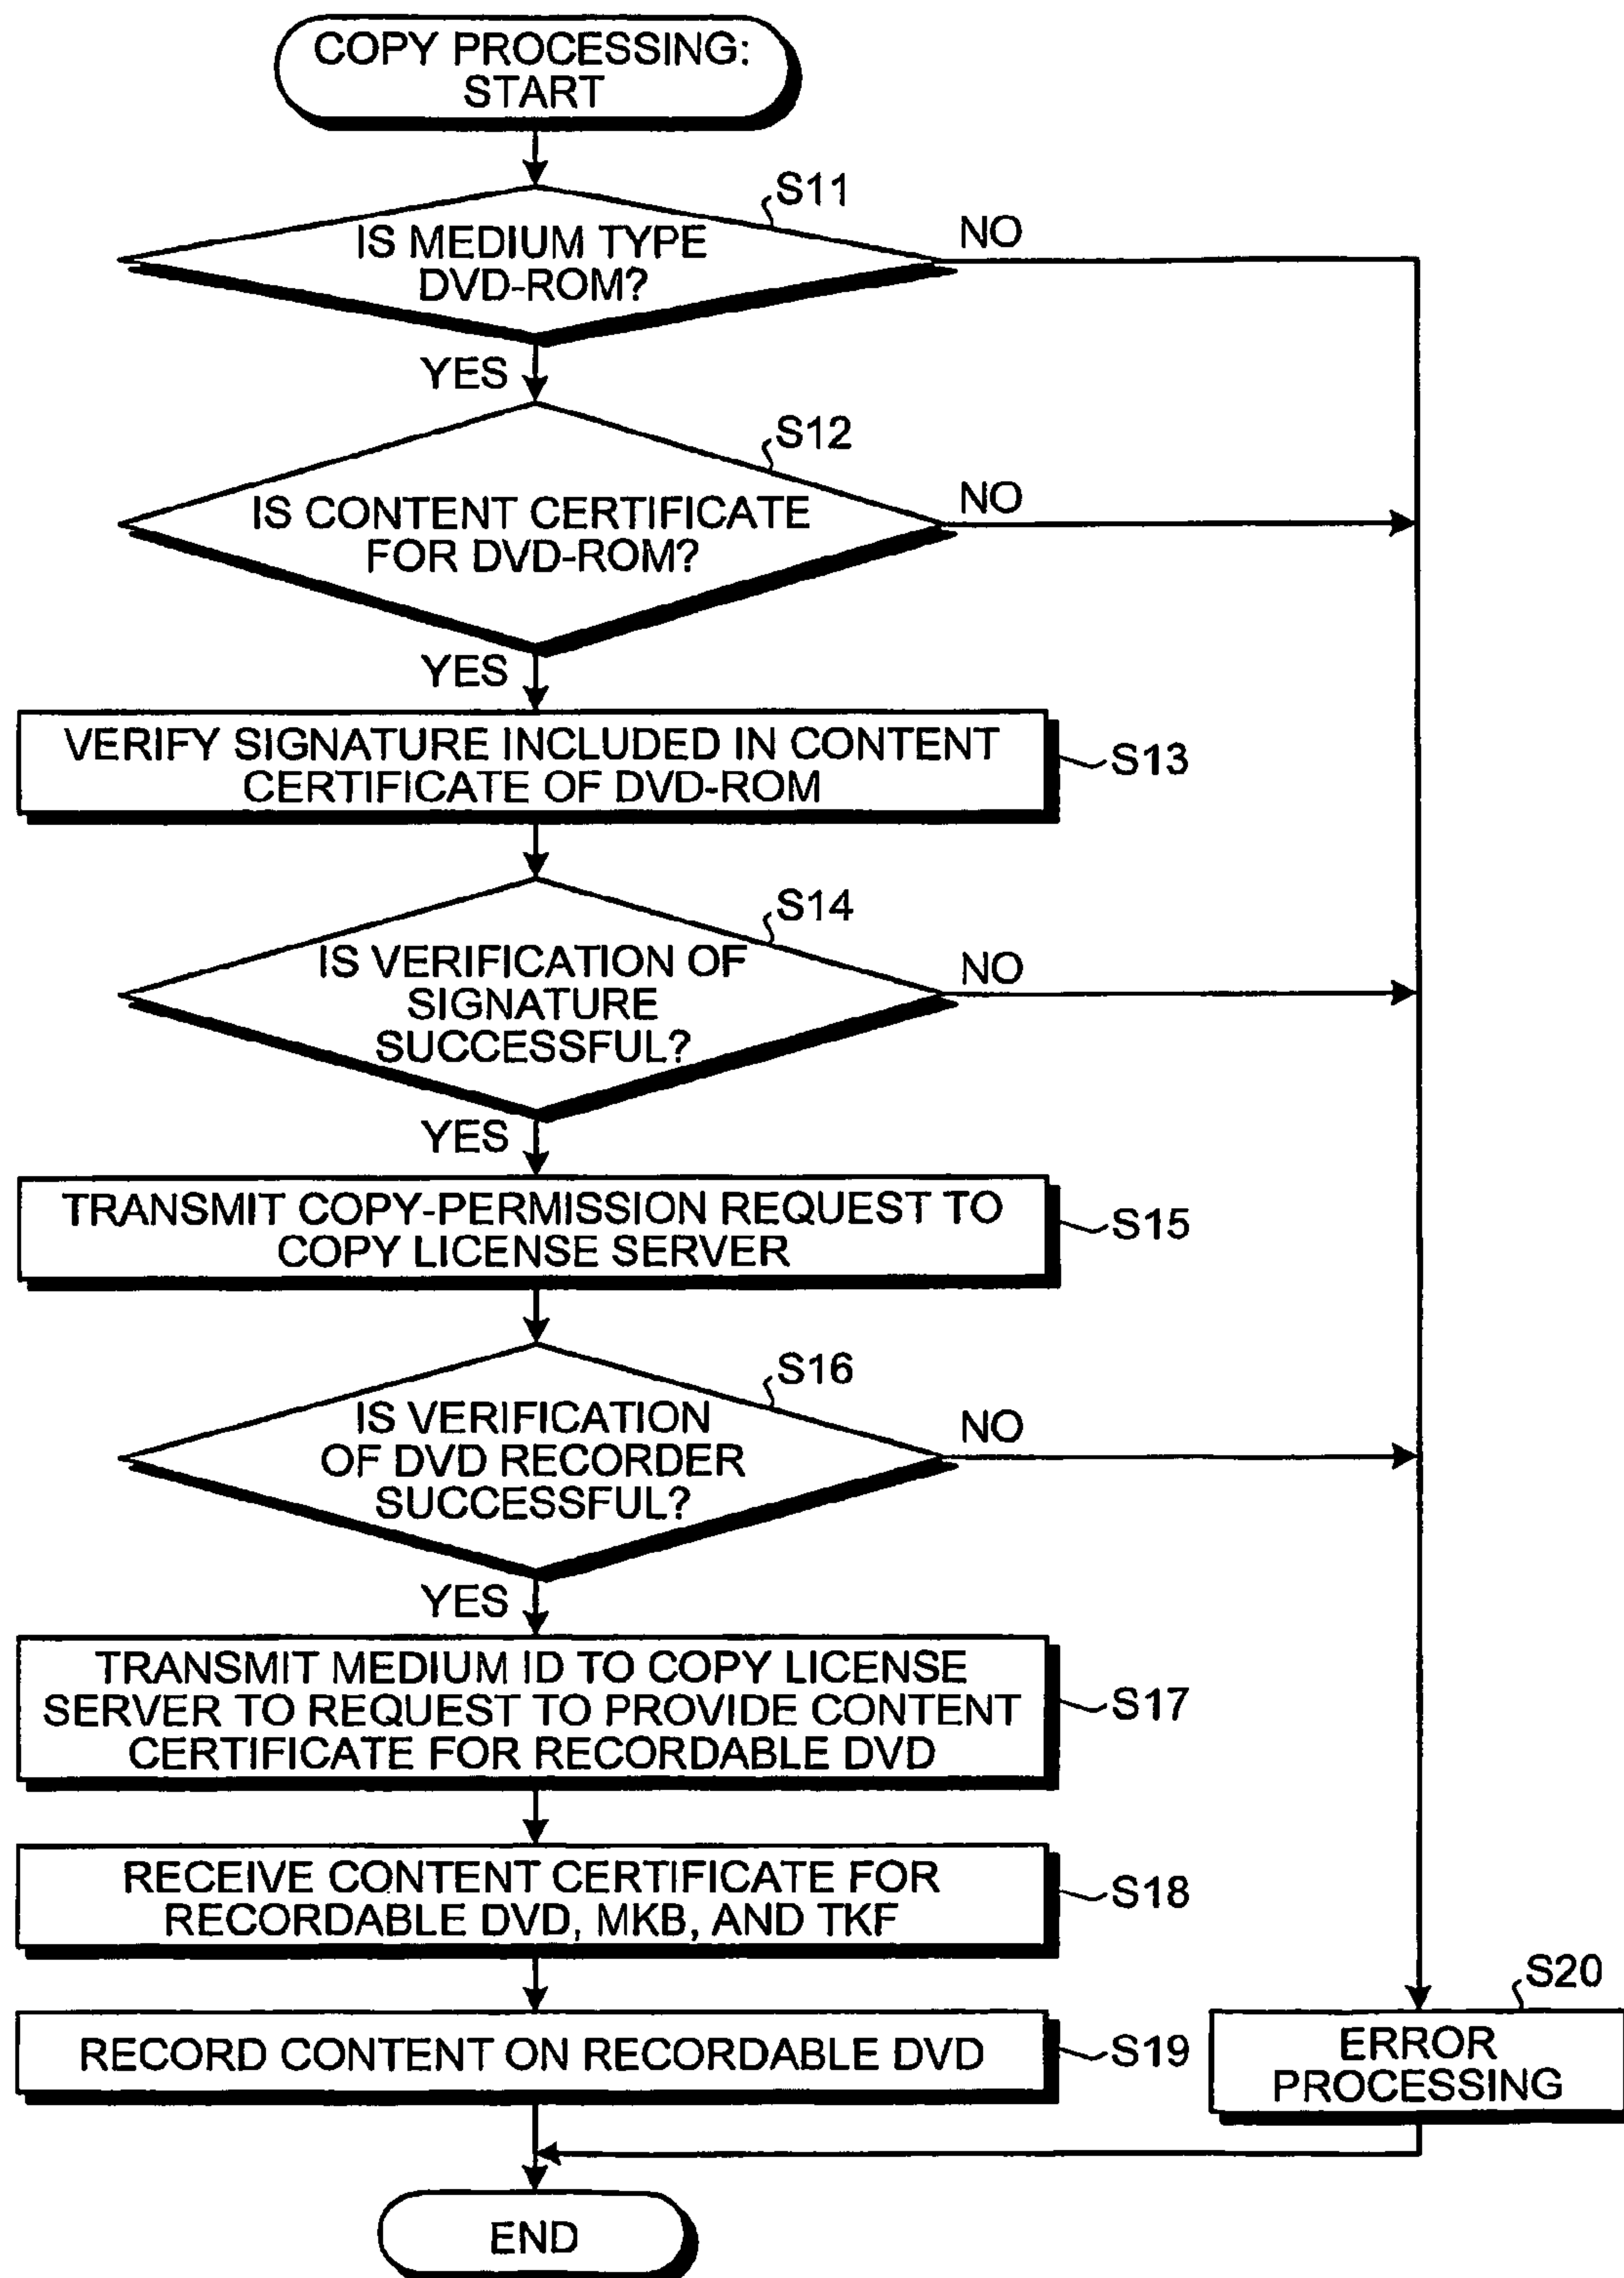 COPY PROCESSING:
START
S11
IS MEDIUM TYPE
DVD-ROM?
NO
YES
S12
IS CONTENT CERTIFICATE
FOR DVD-ROM?
NO
YES
VERIFY SIGNATURE INCLUDED IN CONTENT
CERTIFICATE OF DVD-ROM
S13
S14
IS VERIFICATION OF
SIGNATURE
SUCCESSFUL?
NO
YES
TRANSMIT COPY-PERMISSION REQUEST TO
COPY LICENSE SERVER
S15
S16
IS VERIFICATION
OF DVD RECORDER
SUCCESSFUL?
NO
YES
TRANSMIT MEDIUM ID TO COPY LICENSE
SERVER TO REQUEST TO PROVIDE CONTENT
CERTIFICATE FOR RECORDABLE DVD
S17
RECEIVE CONTENT CERTIFICATE FOR
RECORDABLE DVD, MKB, AND TKF
S18
RECORD CONTENT ON RECORDABLE DVD
S19
S20
ERROR
PROCESSING
END